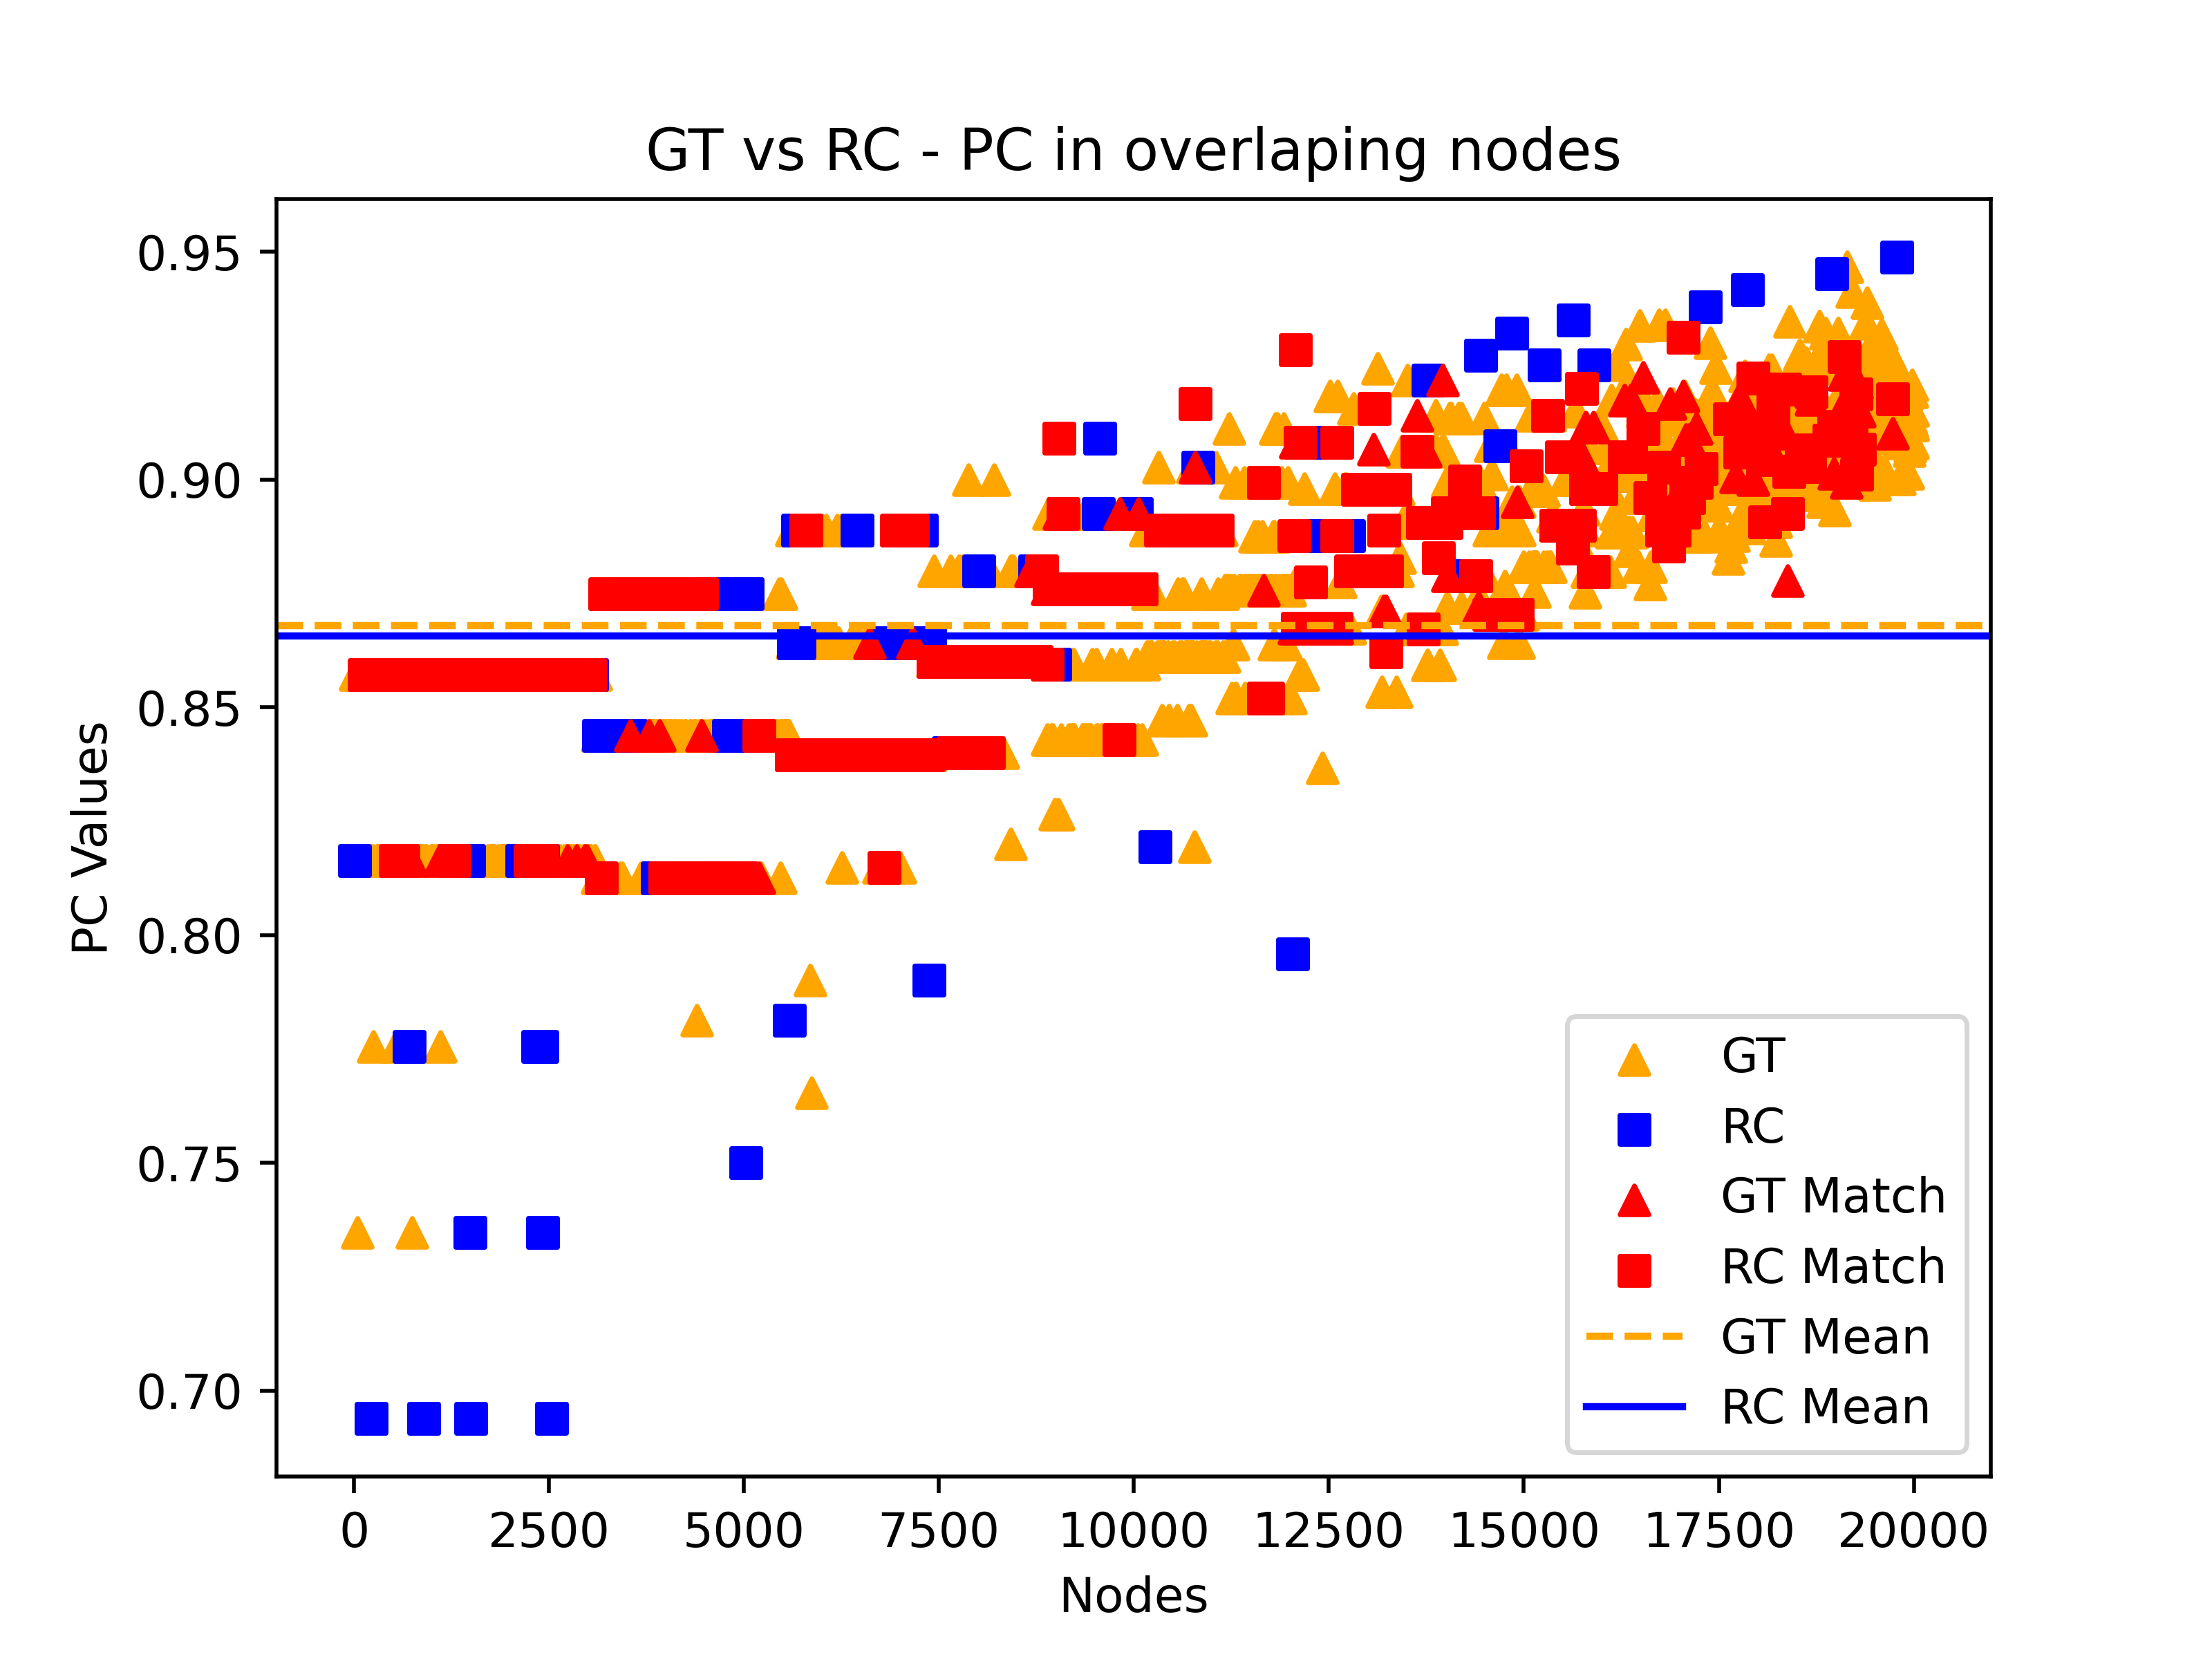 GT vs RC - PC in overlaping nodes
0.95
0.90
0.85
0.80
0.75
0.70
PC Values
GT
RC
GT Match
RC Match
GT Mean
RC Mean
0 2500 5000 7500 10000 12500 15000 17500 20000
Nodes